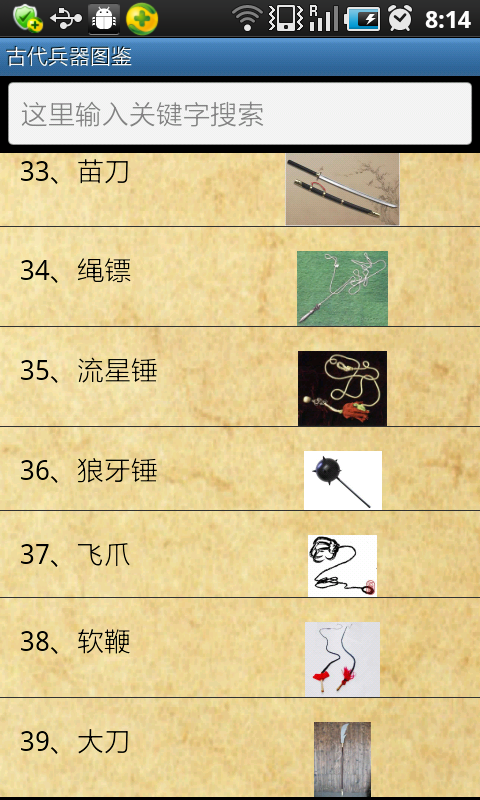 R
8:14
古代兵器图鉴
这里输入关键字搜索
33、苗刀
34、绳镖
35、流星锤
36、狼牙锤
37、飞爪
38、软鞭
39、大刀